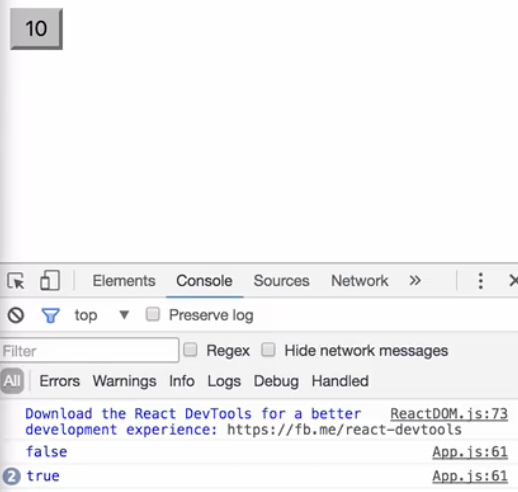 10
Elements Console Sources Network »
top ▼ Preserve log
Filter Regex Hide network messages
All Errors Warnings Info Logs Debug Handled
Download the React DevTools for a better ReactDOM.js:73
development experience: https://fb.me/react-devtools
false App.js:61
2 true App.js:61